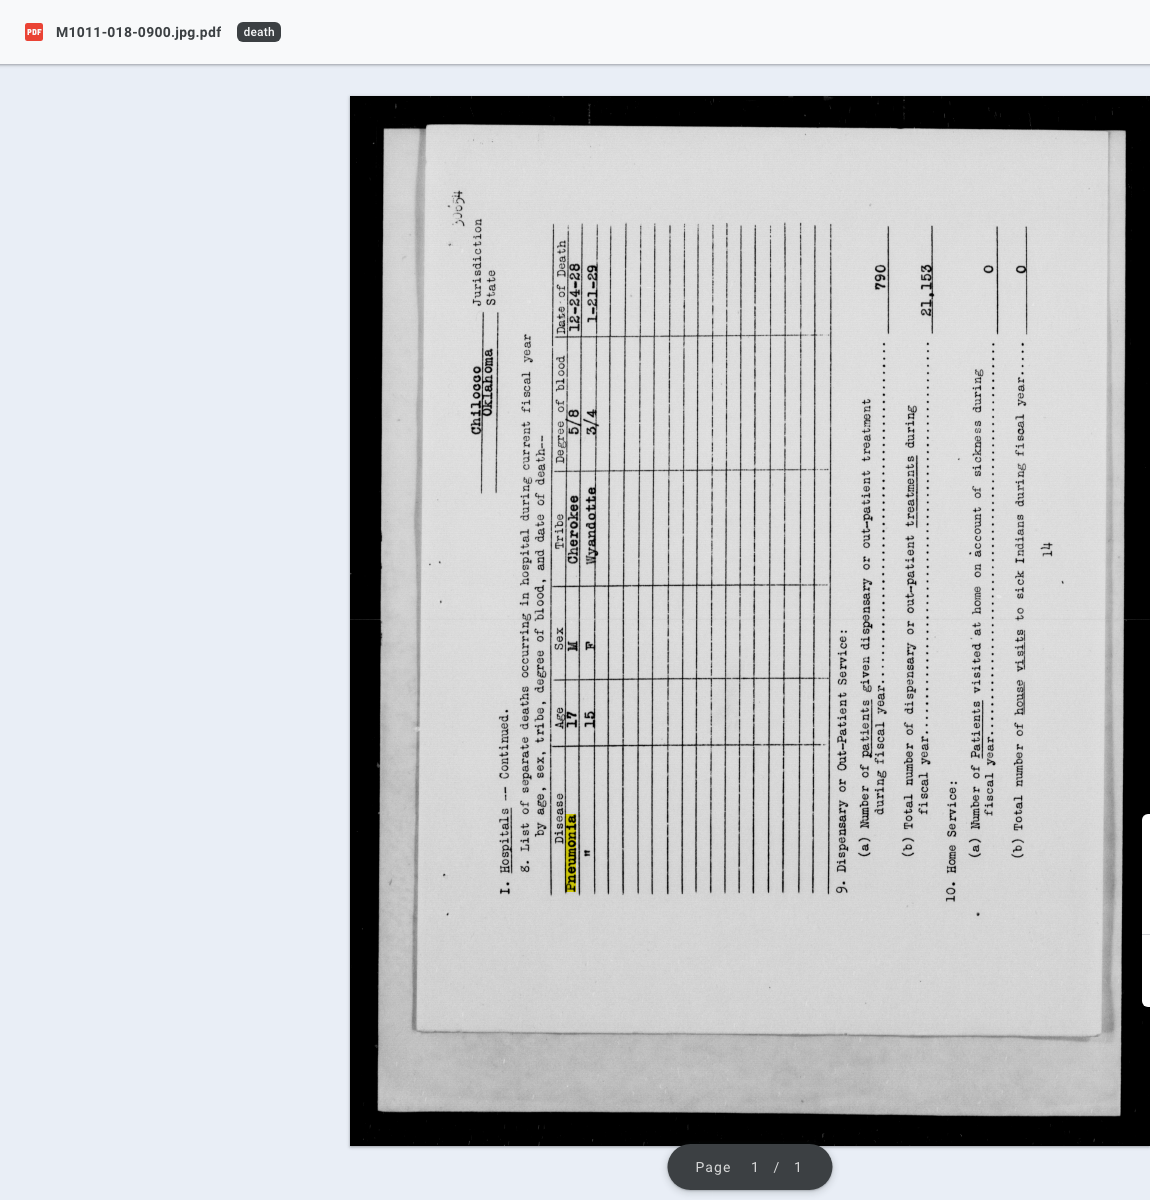 M1011-018-0900.jpg.pdf death
30054
Chilocco Jurisdiction
Oklahoma State
I. Hospitals -- Continued.
8. List of separate deaths occurring in hospital during current fiscal year
by age, sex, tribe, degree of blood, and date of death--
Disease Age Sex Tribe Degree of blood Date of Death
Pneumonia 17 M Cherokee 5/8 12-24-28
" 15 F Wyandotte 3/4 1-21-29
9. Dispensary or Out-Patient Service:
(a) Number of patients given dispensary or out-patient treatment
during fiscal year........................................ 790
(b) Total number of dispensary or out-patient treatments during
fiscal year............................................... 21,153
10. Home Service:
(a) Number of Patients visited at home on account of sickness during
fiscal year............................................... 0
(b) Total number of house visits to sick Indians during fiscal year..... 0
14
Page 1 / 1